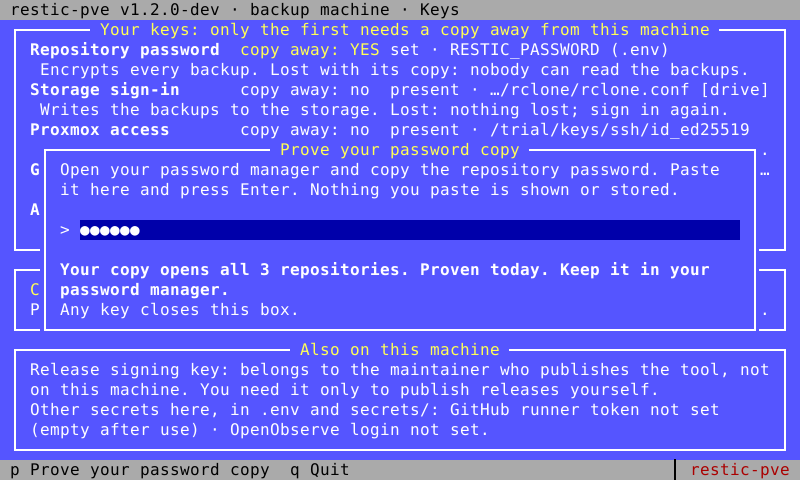 restic-pve v1.2.0-dev · backup machine · Keys
Your keys: only the first needs a copy away from this machine
Repository password  copy away: YES set · RESTIC_PASSWORD (.env)
Encrypts every backup. Lost with its copy: nobody can read the backups.
Storage sign-in      copy away: no  present · …/rclone/rclone.conf [drive]
Writes the backups to the storage. Lost: nothing lost; sign in again.
Proxmox access       copy away: no  present · /trial/keys/ssh/id_ed25519
Prove your password copy
.
Open your password manager and copy the repository password. Paste
G
…
it here and press Enter. Nothing you paste is shown or stored.
A
> ●●●●●●
Your copy opens all 3 repositories. Proven today. Keep it in your
C
password manager.
P
Any key closes this box.
.
Also on this machine
Release signing key: belongs to the maintainer who publishes the tool, not
on this machine. You need it only to publish releases yourself.
Other secrets here, in .env and secrets/: GitHub runner token not set
(empty after use) · OpenObserve login not set.
p Prove your password copy  q Quit
restic-pve